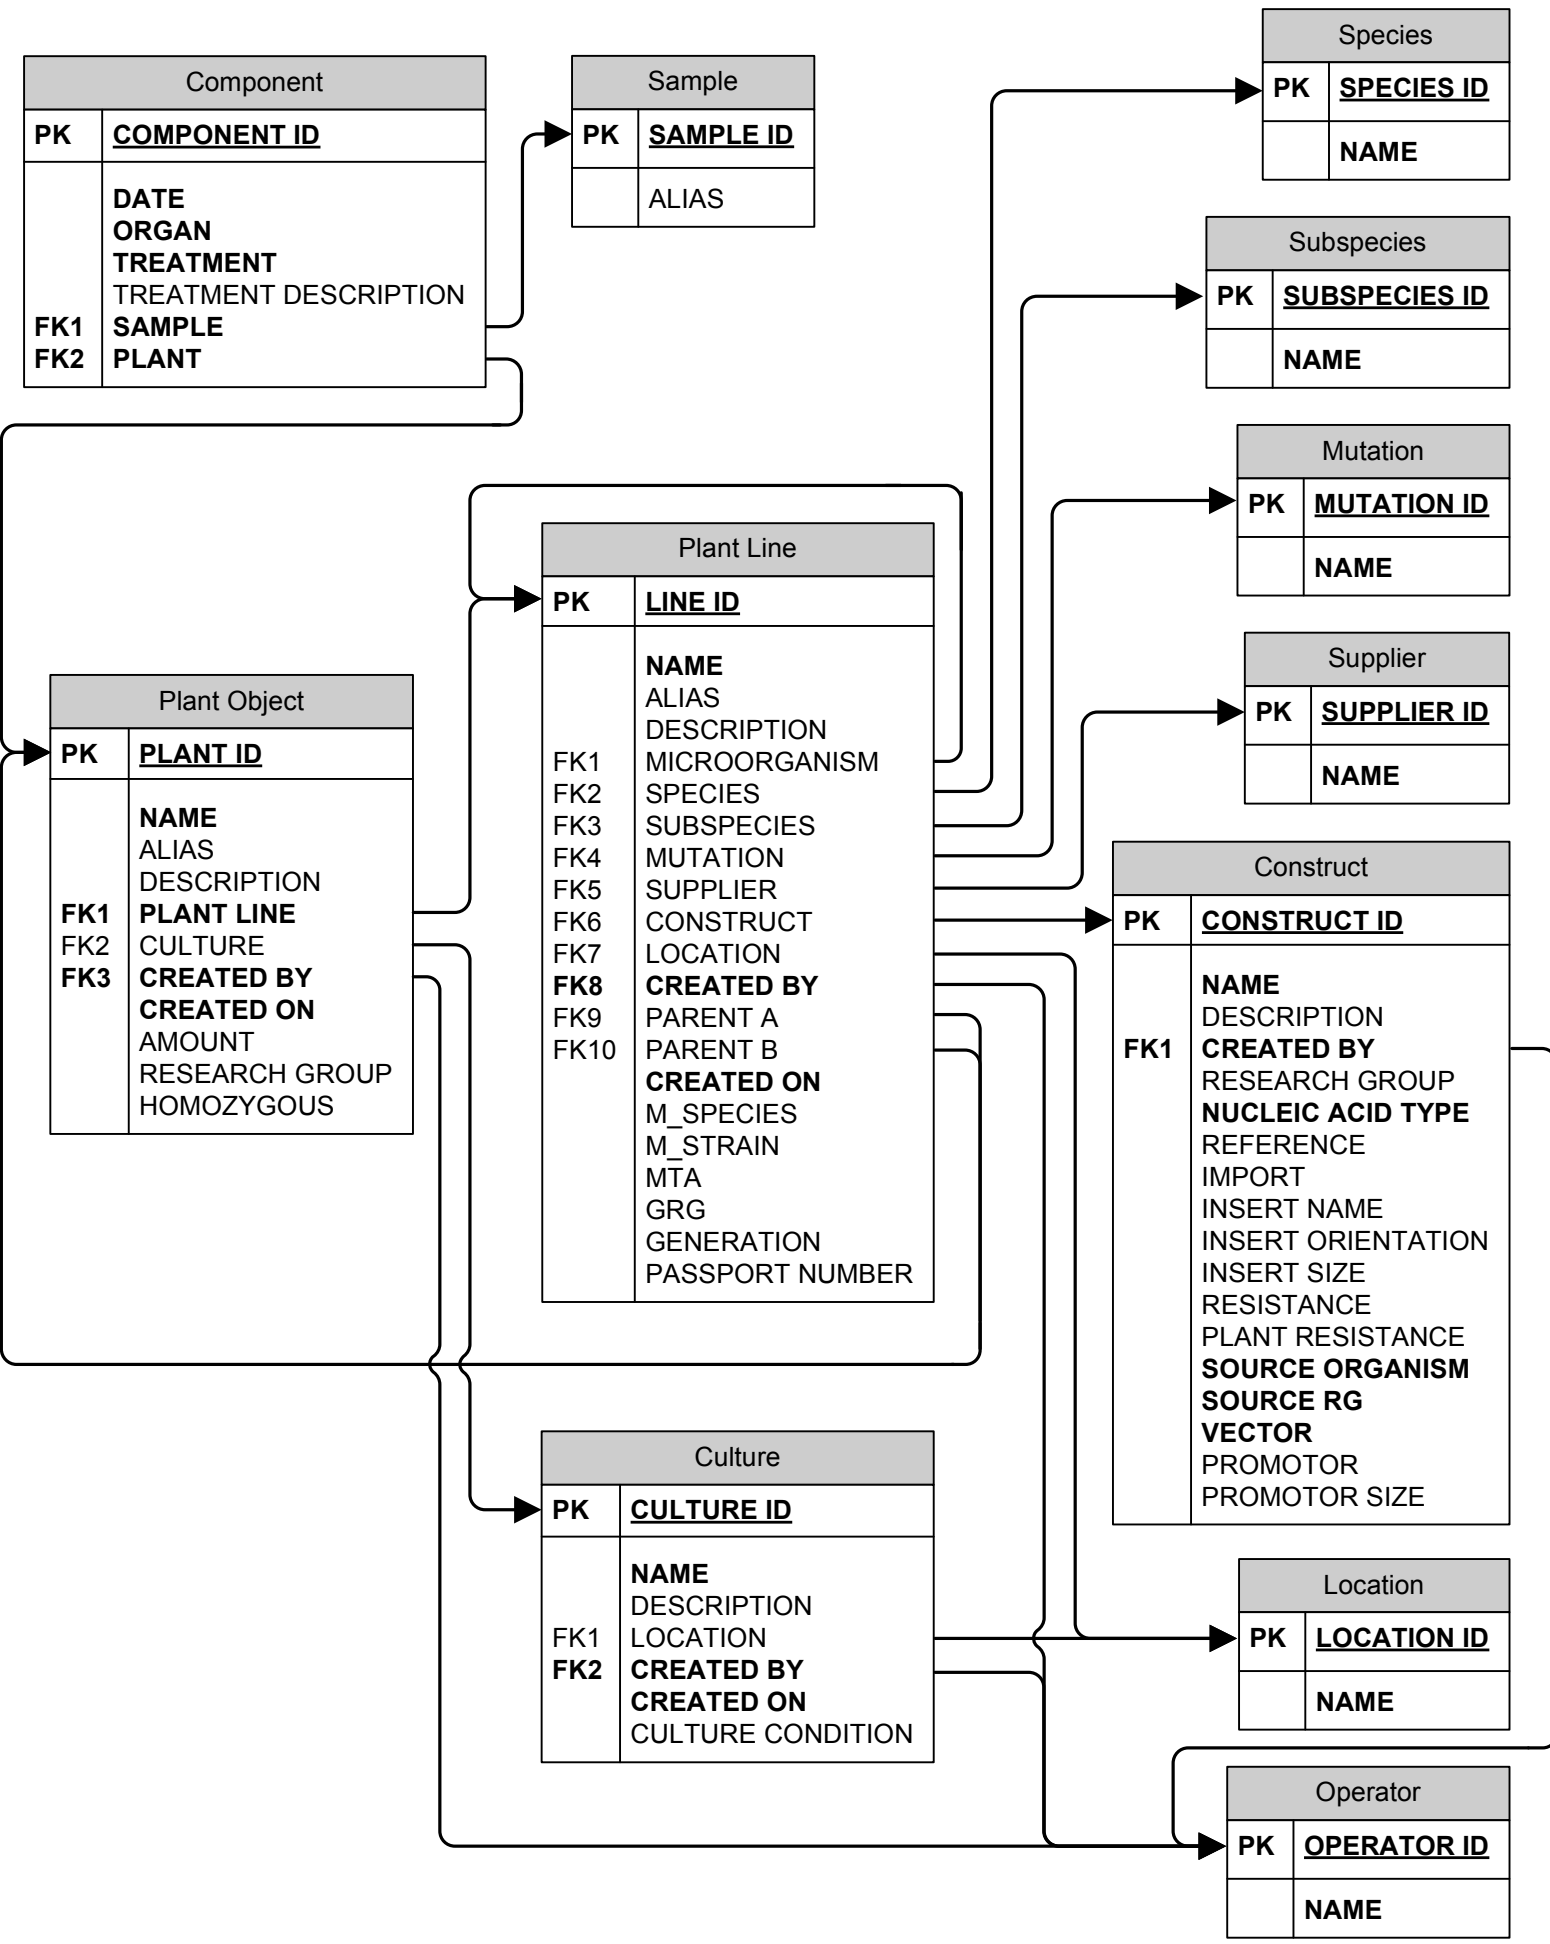 Component
PK COMPONENT ID
DATE
ORGAN
TREATMENT
TREATMENT DESCRIPTION
FK1 SAMPLE
FK2 PLANT
Sample
PK SAMPLE ID
ALIAS
Species
PK SPECIES ID
NAME
Subspecies
PK SUBSPECIES ID
NAME
Mutation
PK MUTATION ID
NAME
Supplier
PK SUPPLIER ID
NAME
Plant Object
PK PLANT ID
NAME
ALIAS
DESCRIPTION
FK1 PLANT LINE
FK2 CULTURE
FK3 CREATED BY
CREATED ON
AMOUNT
RESEARCH GROUP
HOMOZYGOUS
Plant Line
PK LINE ID
NAME
ALIAS
DESCRIPTION
FK1 MICROORGANISM
FK2 SPECIES
FK3 SUBSPECIES
FK4 MUTATION
FK5 SUPPLIER
FK6 CONSTRUCT
FK7 LOCATION
FK8 CREATED BY
FK9 PARENT A
FK10 PARENT B
CREATED ON
M_SPECIES
M_STRAIN
MTA
GRG
GENERATION
PASSPORT NUMBER
Construct
PK CONSTRUCT ID
NAME
DESCRIPTION
FK1 CREATED BY
RESEARCH GROUP
NUCLEIC ACID TYPE
REFERENCE
IMPORT
INSERT NAME
INSERT ORIENTATION
INSERT SIZE
RESISTANCE
PLANT RESISTANCE
SOURCE ORGANISM
SOURCE RG
VECTOR
PROMOTOR
PROMOTOR SIZE
Culture
PK CULTURE ID
NAME
DESCRIPTION
FK1 LOCATION
FK2 CREATED BY
CREATED ON
CULTURE CONDITION
Location
PK LOCATION ID
NAME
Operator
PK OPERATOR ID
NAME